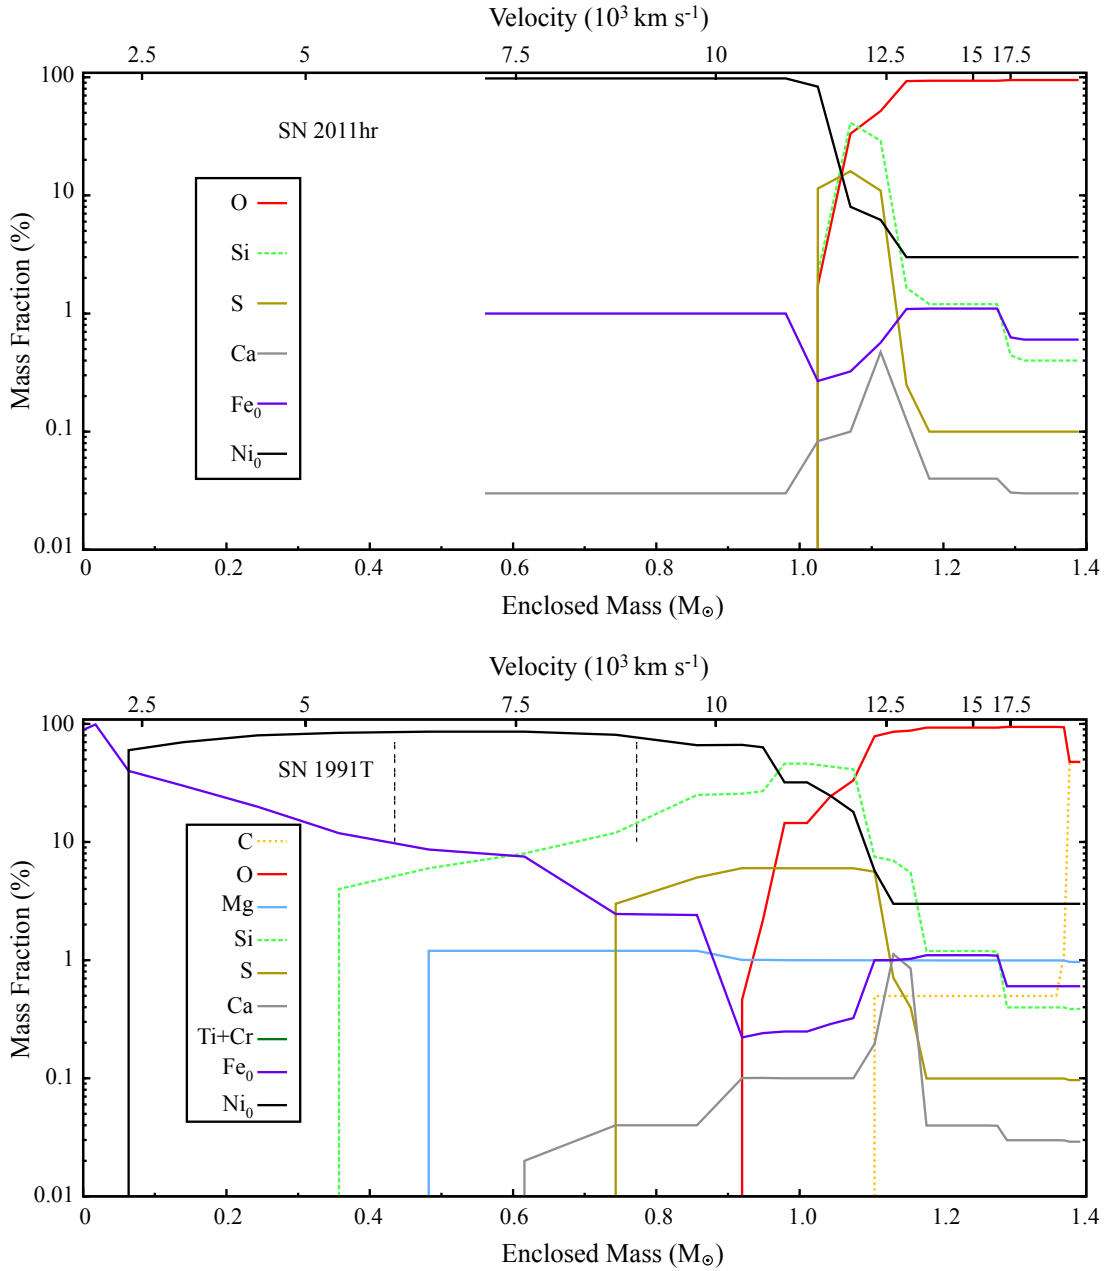 Velocity (10³ km s⁻¹)
2.5 5 7.5 10 12.5 15 17.5
100
10
1
0.1
0.01
Mass Fraction (%)
SN 2011hr
O
Si
S
Ca
Fe₀
Ni₀
0 0.2 0.4 0.6 0.8 1.0 1.2 1.4
Enclosed Mass (M☉)
Velocity (10³ km s⁻¹)
2.5 5 7.5 10 12.5 15 17.5
100
10
1
0.1
0.01
Mass Fraction (%)
SN 1991T
C
O
Mg
Si
S
Ca
Ti+Cr
Fe₀
Ni₀
0 0.2 0.4 0.6 0.8 1.0 1.2 1.4
Enclosed Mass (M☉)